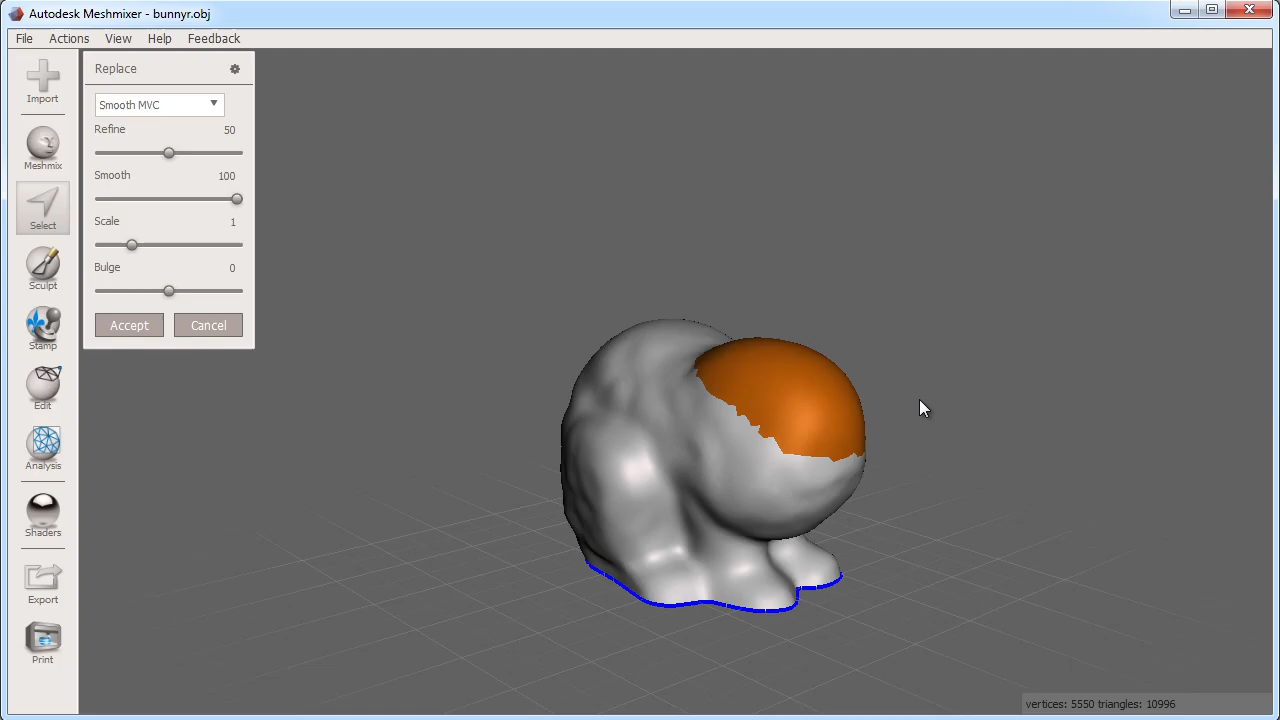 Autodesk Meshmixer - bunnyr.obj
File Actions View Help Feedback
Import
Meshmix
Select
Sculpt
Stamp
Edit
Analysis
Shaders
Export
Print
Replace
Smooth MVC
Refine 50
Smooth 100
Scale 1
Bulge 0
Accept Cancel
vertices: 5550 triangles: 10996